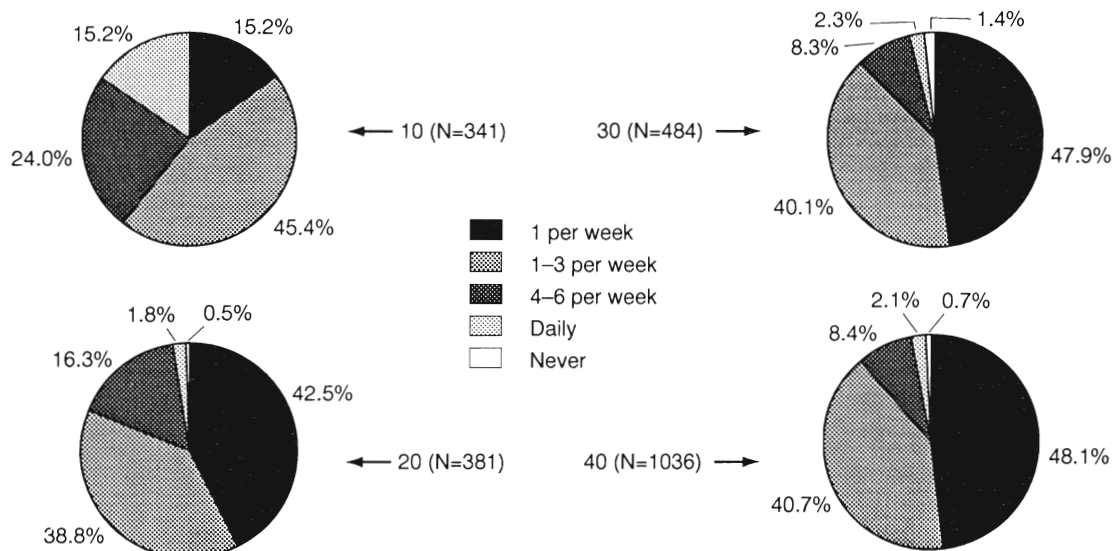 15.2%
15.2%
24.0%
45.4%
10 (N=341)
30 (N=484)
2.3%
1.4%
8.3%
47.9%
40.1%
1 per week
1–3 per week
4–6 per week
Daily
Never
1.8%
0.5%
16.3%
42.5%
38.8%
20 (N=381)
40 (N=1036)
2.1%
0.7%
8.4%
48.1%
40.7%